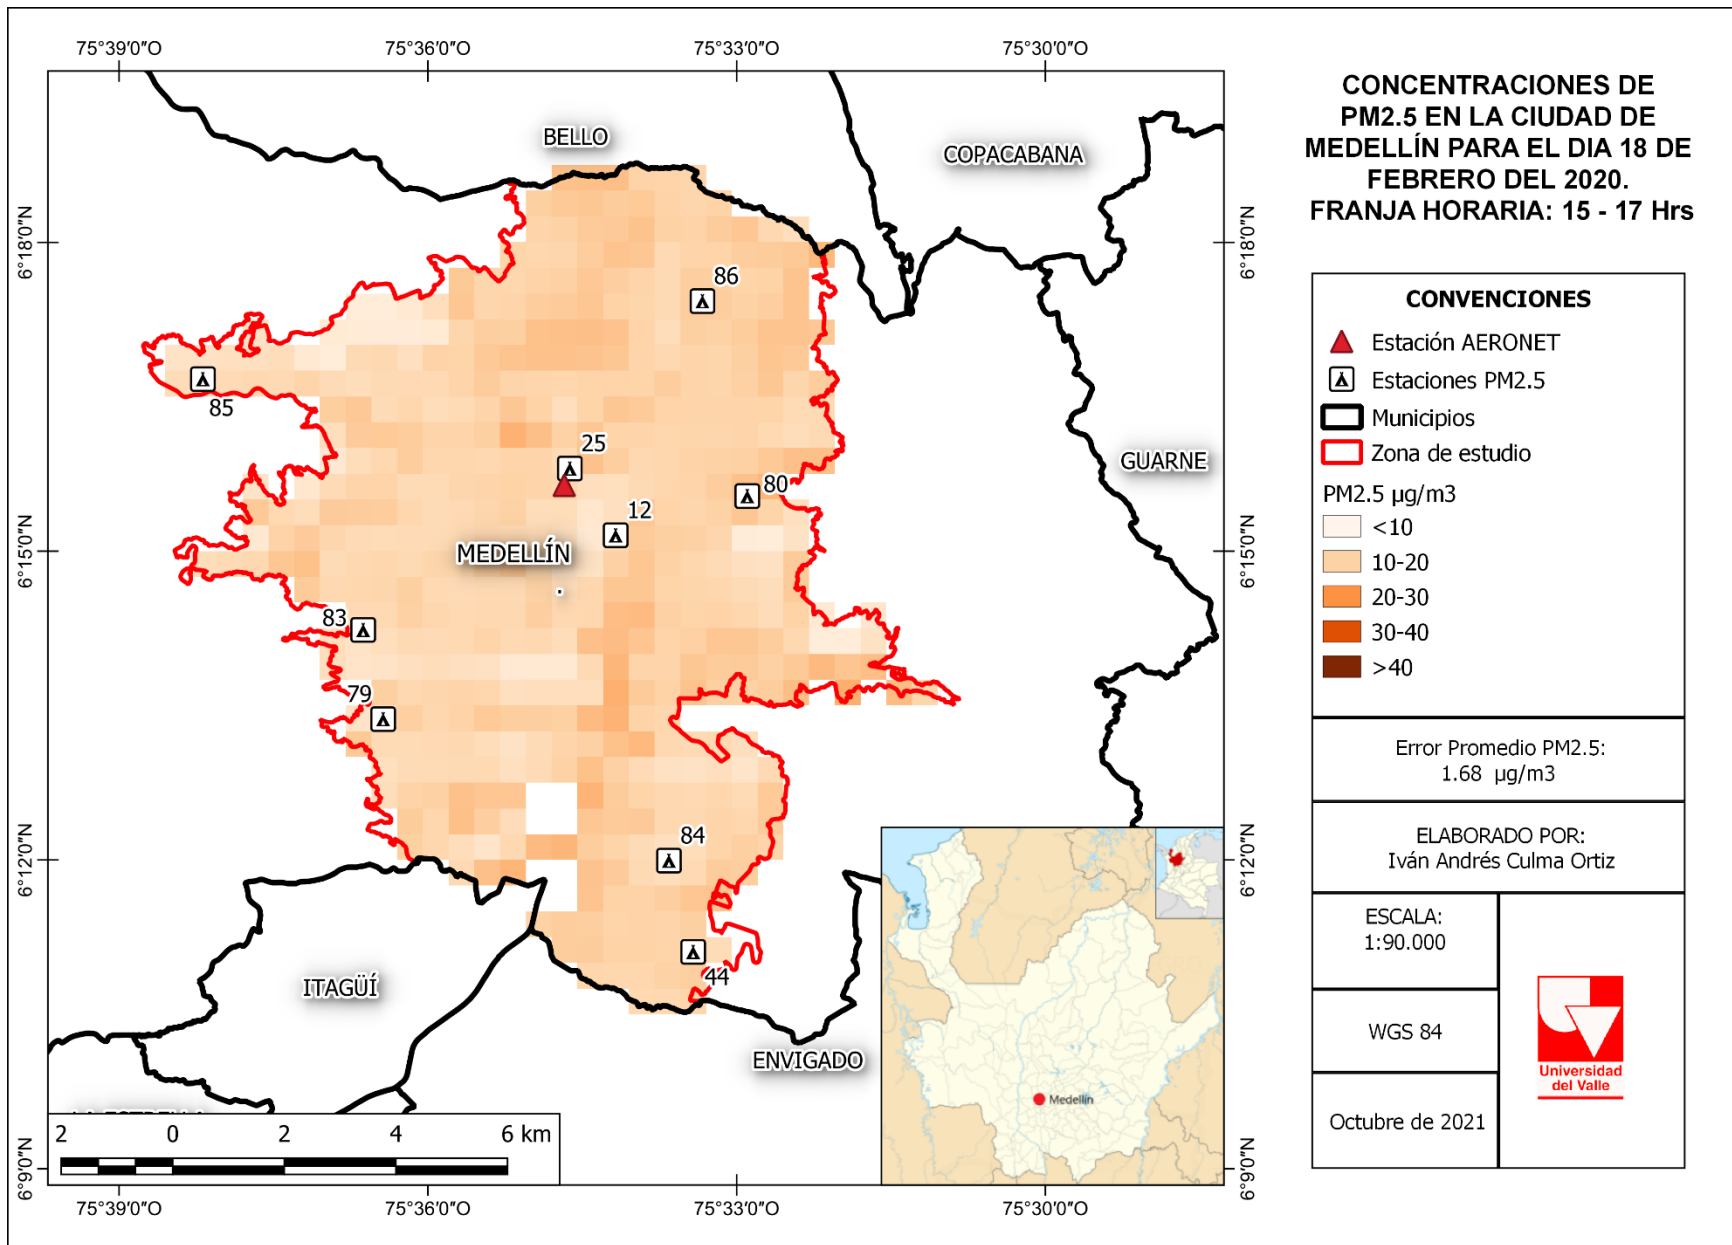 75°39'0"O
75°36'0"O
75°33'0"O
75°30'0"O
6°18'0"N
6°15'0"N
6°12'0"N
6°9'0"N
6°18'0"N
6°15'0"N
6°12'0"N
6°9'0"N
BELLO
COPACABANA
GUARNE
MEDELLÍN
ITAGÜÍ
ENVIGADO
86
85
25
80
12
83
79
84
44
2 0 2 4 6 km
75°39'0"O
75°36'0"O
75°33'0"O
75°30'0"O
Medellín
CONCENTRACIONES DE
PM2.5 EN LA CIUDAD DE
MEDELLÍN PARA EL DIA 18 DE
FEBRERO DEL 2020.
FRANJA HORARIA: 15 - 17 Hrs
CONVENCIONES
Estación AERONET
Estaciones PM2.5
Municipios
Zona de estudio
PM2.5 µg/m3
<10
10-20
20-30
30-40
>40
Error Promedio PM2.5:
1.68 µg/m3
ELABORADO POR:
Iván Andrés Culma Ortiz
ESCALA:
1:90.000
WGS 84
Octubre de 2021
Universidad
del Valle